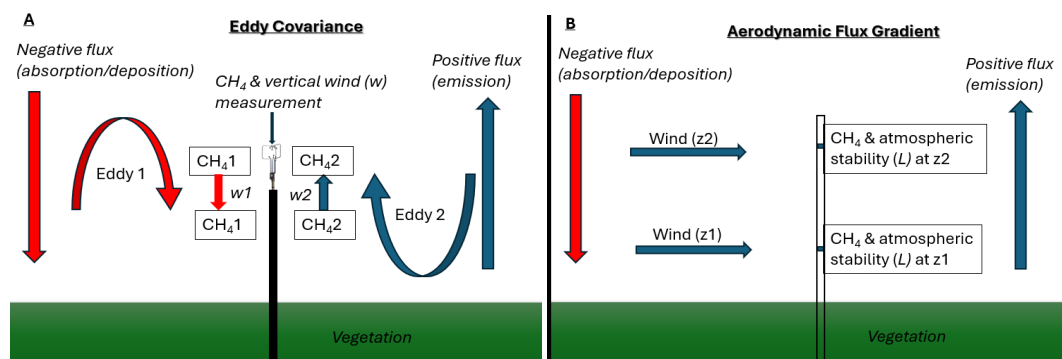 A
Eddy Covariance
Negative flux
(absorption/deposition)
CH₄ & vertical wind (w)
measurement
Positive flux
(emission)
Eddy 1
CH₄1
w1
CH₄1
CH₄2
w2
CH₄2
Eddy 2
Vegetation
B
Aerodynamic Flux Gradient
Negative flux
(absorption/deposition)
Positive flux
(emission)
Wind (z2)
CH₄ & atmospheric
stability (L) at z2
Wind (z1)
CH₄ & atmospheric
stability (L) at z1
Vegetation